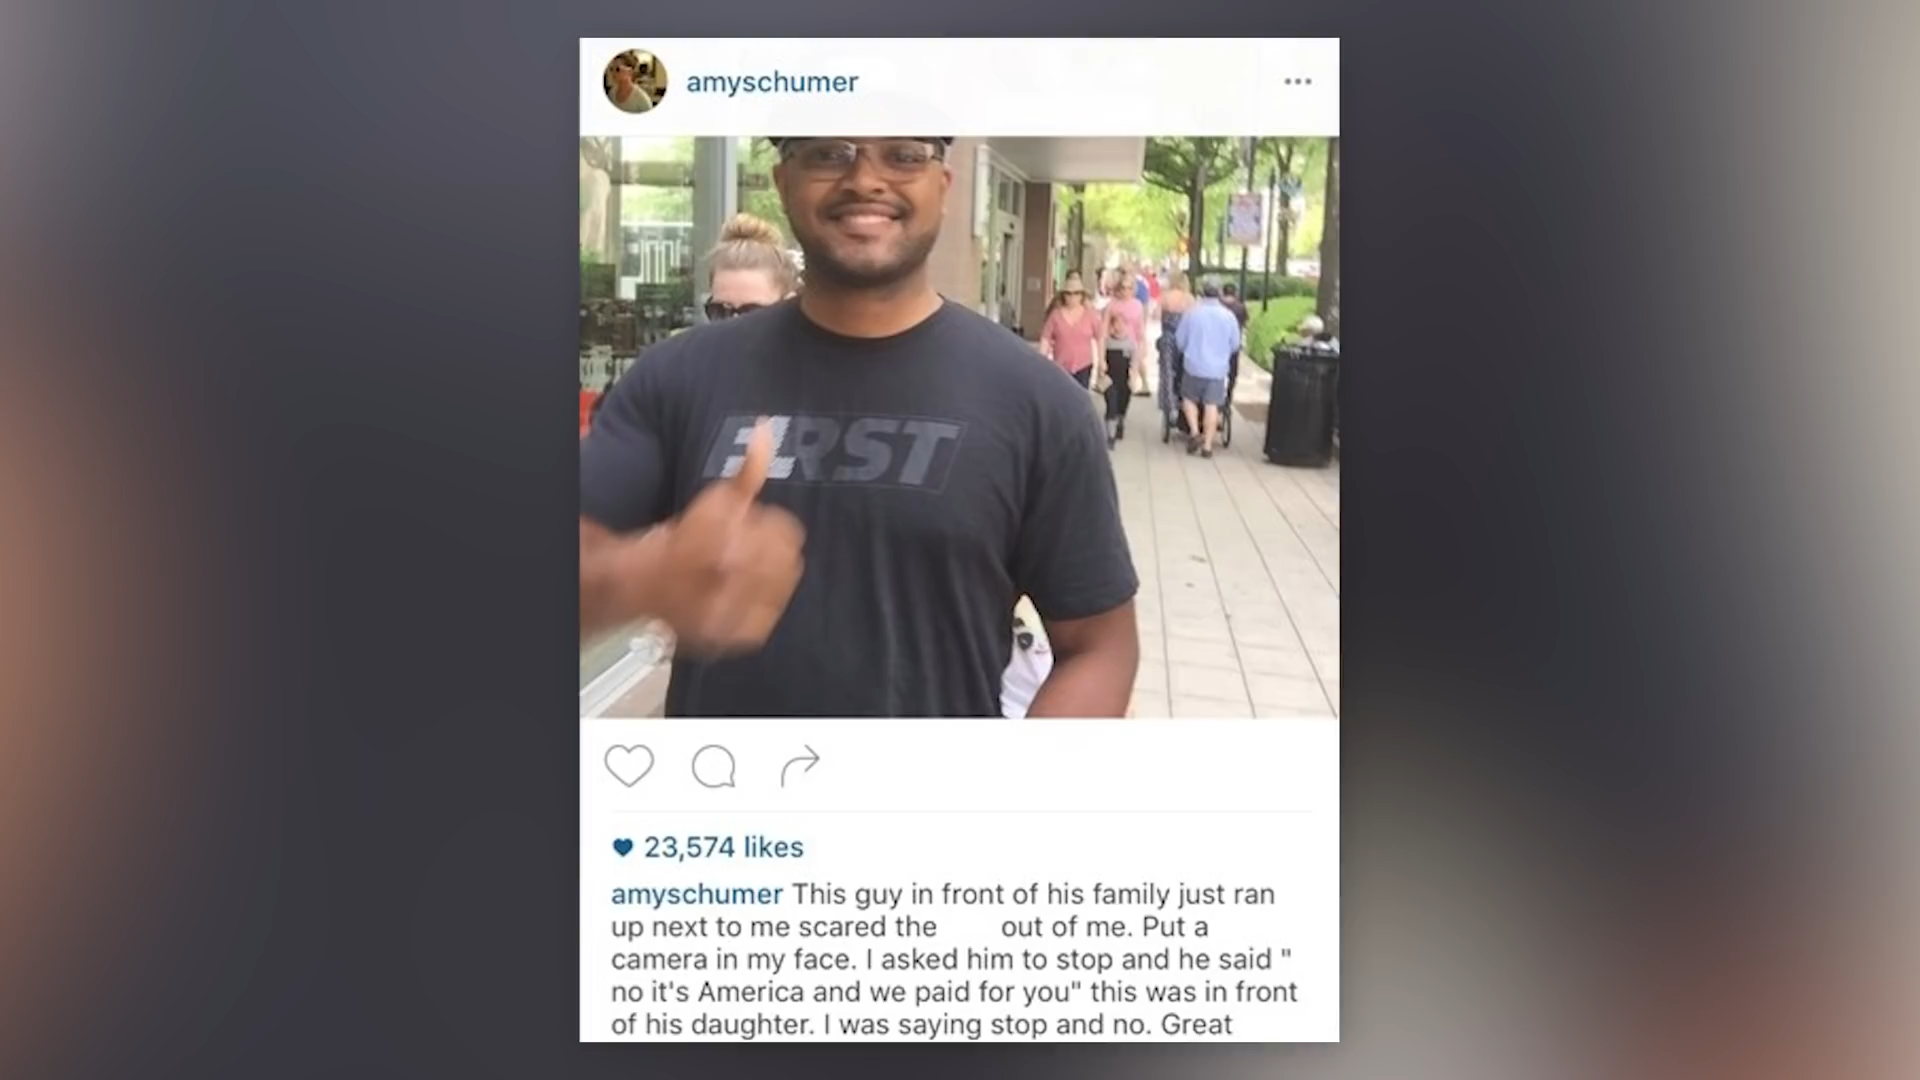 amyschumer
F1RST
23,574 likes
amyschumer This guy in front of his family just ran
up next to me scared the out of me. Put a
camera in my face. I asked him to stop and he said "
no it's America and we paid for you" this was in front
of his daughter. I was saying stop and no. Great